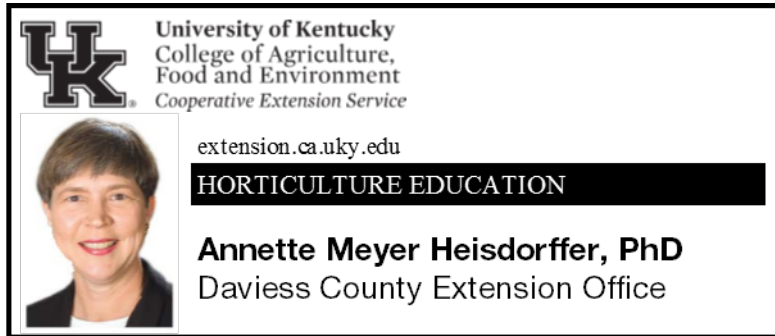 UK
University of Kentucky
College of Agriculture,
Food and Environment
Cooperative Extension Service
extension.ca.uky.edu
HORTICULTURE EDUCATION
Annette Meyer Heisdorffer, PhD
Daviess County Extension Office